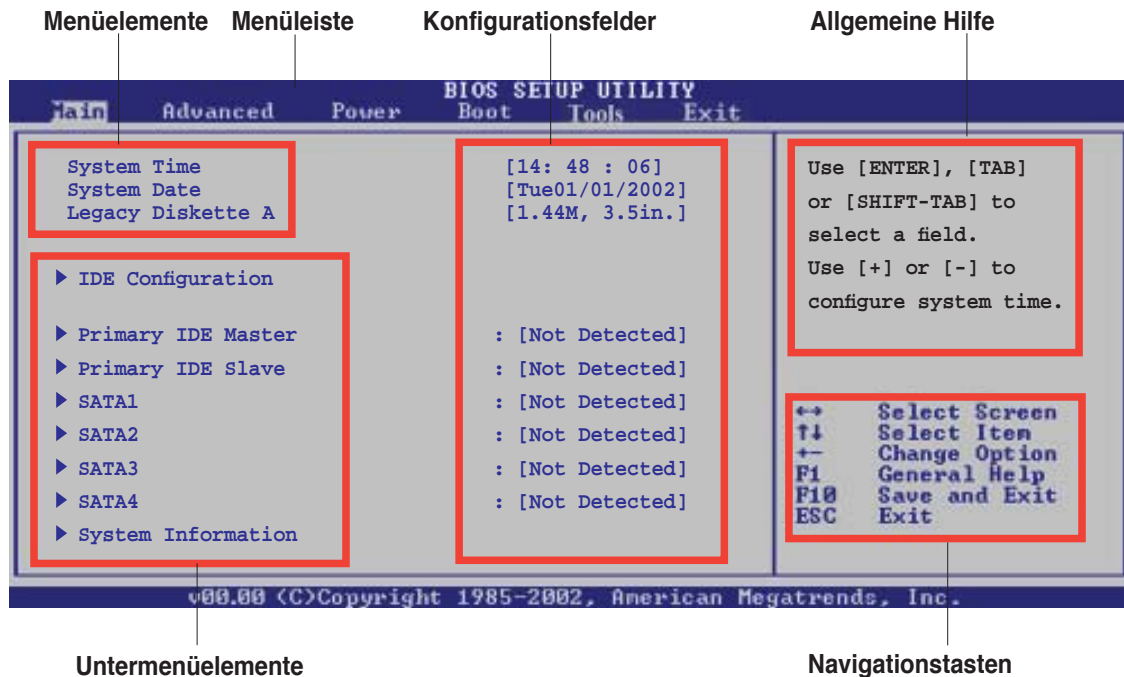 Menüelemente Menüleiste Konfigurationsfelder Allgemeine Hilfe
BIOS SETUP UTILITY
Main Advanced Power Boot Tools Exit
System Time [14: 48 : 06]
System Date [Tue01/01/2002]
Legacy Diskette A [1.44M, 3.5in.]
IDE Configuration
Primary IDE Master : [Not Detected]
Primary IDE Slave : [Not Detected]
SATA1 : [Not Detected]
SATA2 : [Not Detected]
SATA3 : [Not Detected]
SATA4 : [Not Detected]
System Information
Use [ENTER], [TAB]
or [SHIFT-TAB] to
select a field.
Use [+] or [-] to
configure system time.
←→ Select Screen
↑↓ Select Item
+- Change Option
F1 General Help
F10 Save and Exit
ESC Exit
v00.00 (C)Copyright 1985-2002, American Megatrends, Inc.
Untermenüelemente Navigationstasten